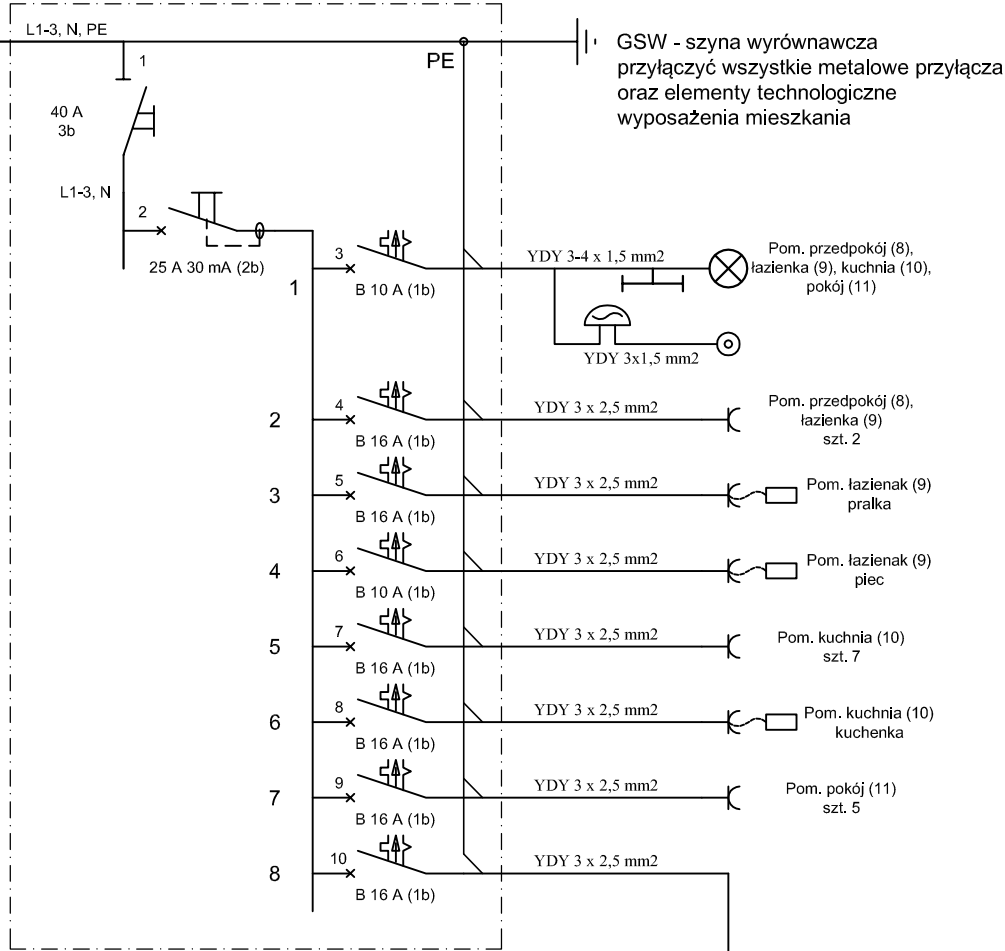 L1-3, N, PE
1
PE
GSW - szyna wyrównawcza
przyłączyć wszystkie metalowe przyłącza
oraz elementy technologiczne
wyposażenia mieszkania
40 A
3b
L1-3, N
2
25 A 30 mA (2b)
1
3
B 10 A (1b)
YDY 3-4 x 1,5 mm2
Pom. przedpokój (8),
łazienka (9), kuchnia (10),
pokój (11)
YDY 3x1,5 mm2
2
4
B 16 A (1b)
YDY 3 x 2,5 mm2
Pom. przedpkoj (8),
łazienka (9)
szt. 2
3
5
B 16 A (1b)
YDY 3 x 2,5 mm2
Pom. łazienak (9)
pralka
4
6
B 10 A (1b)
YDY 3 x 2,5 mm2
Pom. łazienak (9)
piec
5
7
B 16 A (1b)
YDY 3 x 2,5 mm2
Pom. kuchnia (10)
szt. 7
6
8
B 16 A (1b)
YDY 3 x 2,5 mm2
Pom. kuchnia (10)
kuchenka
7
9
B 16 A (1b)
YDY 3 x 2,5 mm2
Pom. pokój (11)
szt. 5
8
10
B 16 A (1b)
YDY 3 x 2,5 mm2